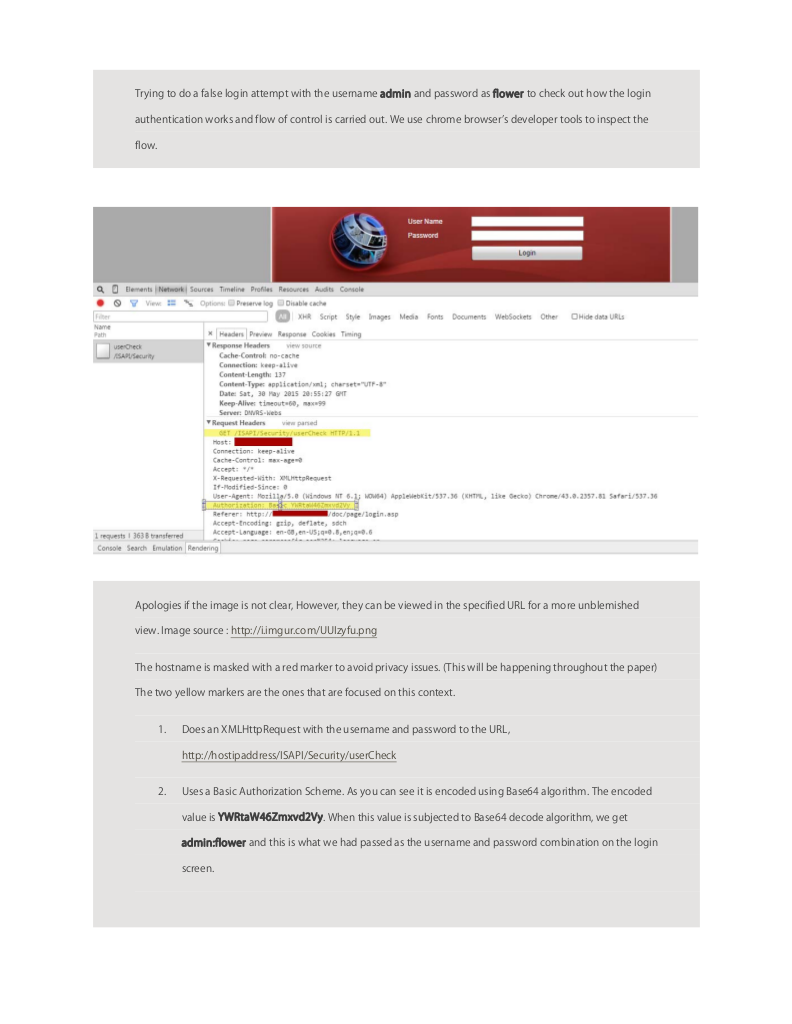 Trying to do a false login attempt with the username admin and password as flower to check out how the login
authentication works and flow of control is carried out. We use chrome browser's developer tools to inspect the
flow.
User Name
Password
Login
Elements Network Sources Timeline Profiles Resources Audits Console
View: Options: Preserve log Disable cache
Filter All XHR Script Style Images Media Fonts Documents WebSockets Other Hide data URLs
Name
Path
× Headers Preview Response Cookies Timing
userCheck
/ISAPI/Security
▼Response Headers view source
Cache-Control: no-cache
Connection: keep-alive
Content-Length: 137
Content-Type: application/xml; charset="UTF-8"
Date: Sat, 30 May 2015 20:55:27 GMT
Keep-Alive: timeout=60, max=99
Server: DNVRS-Webs
▼Request Headers view parsed
GET /ISAPI/Security/userCheck HTTP/1.1
Host:
Connection: keep-alive
Cache-Control: max-age=0
Accept: */*
X-Requested-With: XMLHttpRequest
If-Modified-Since: 0
User-Agent: Mozilla/5.0 (Windows NT 6.1; WOW64) AppleWebKit/537.36 (KHTML, like Gecko) Chrome/43.0.2357.81 Safari/537.36
Authorization: Basic YWRtaW46Zmxvd2Vy
Referer: http:// /doc/page/login.asp
Accept-Encoding: gzip, deflate, sdch
Accept-Language: en-GB,en-US;q=0.8,en;q=0.6
1 requests | 363 B transferred
Console Search Emulation Rendering
Apologies if the image is not clear, However, they can be viewed in the specified URL for a more unblemished
view. Image source : http://i.imgur.com/UUlzyfu.png
The hostname is masked with a red marker to avoid privacy issues. (This will be happening throughout the paper)
The two yellow markers are the ones that are focused on this context.
1. Does an XMLHttpRequest with the username and password to the URL,
http://hostipaddress/ISAPI/Security/userCheck
2. Uses a Basic Authorization Scheme. As you can see it is encoded using Base64 algorithm. The encoded
value is YWRtaW46Zmxvd2Vy. When this value is subjected to Base64 decode algorithm, we get
admin:flower and this is what we had passed as the username and password combination on the login
screen.